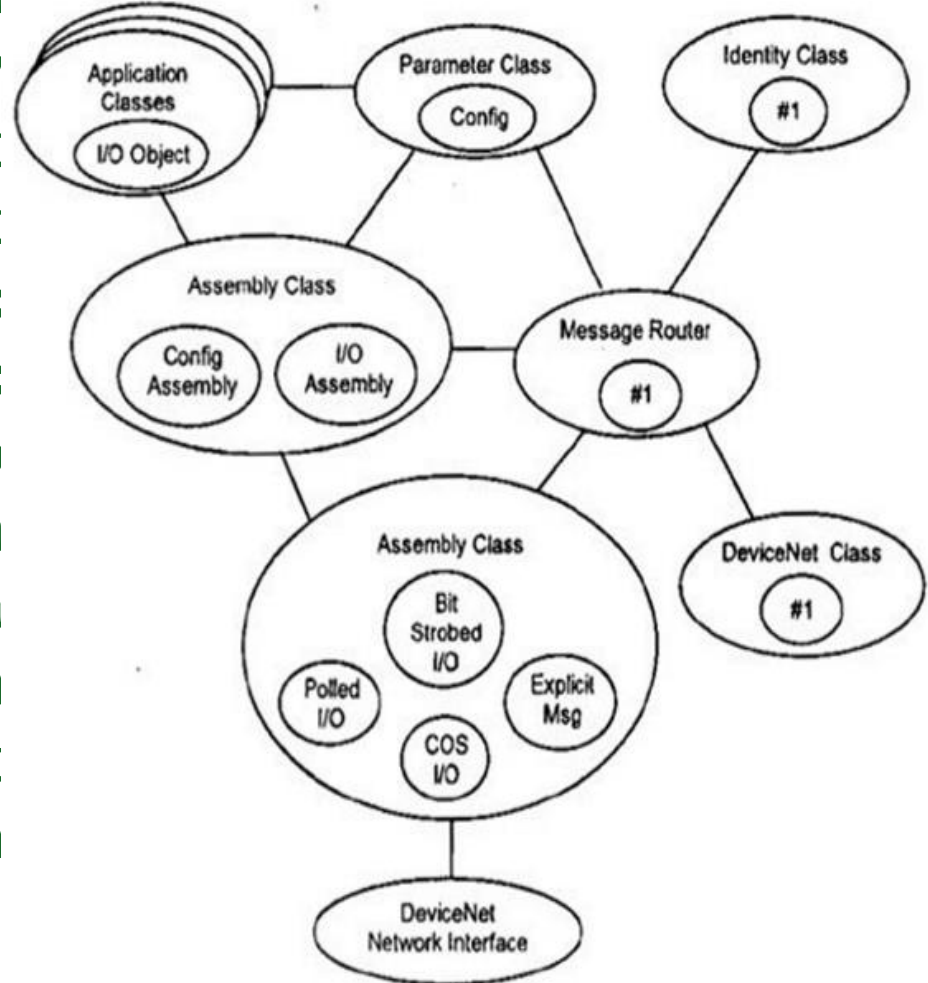 Application
Classes
I/O Object
Parameter Class
Config
Identity Class
#1
Assembly Class
Config
Assembly
I/O
Assembly
Message Router
#1
Assembly Class
Bit
Strobed
I/O
Polled
I/O
Explicit
Msg
COS
I/O
DeviceNet Class
#1
DeviceNet
Network Interface